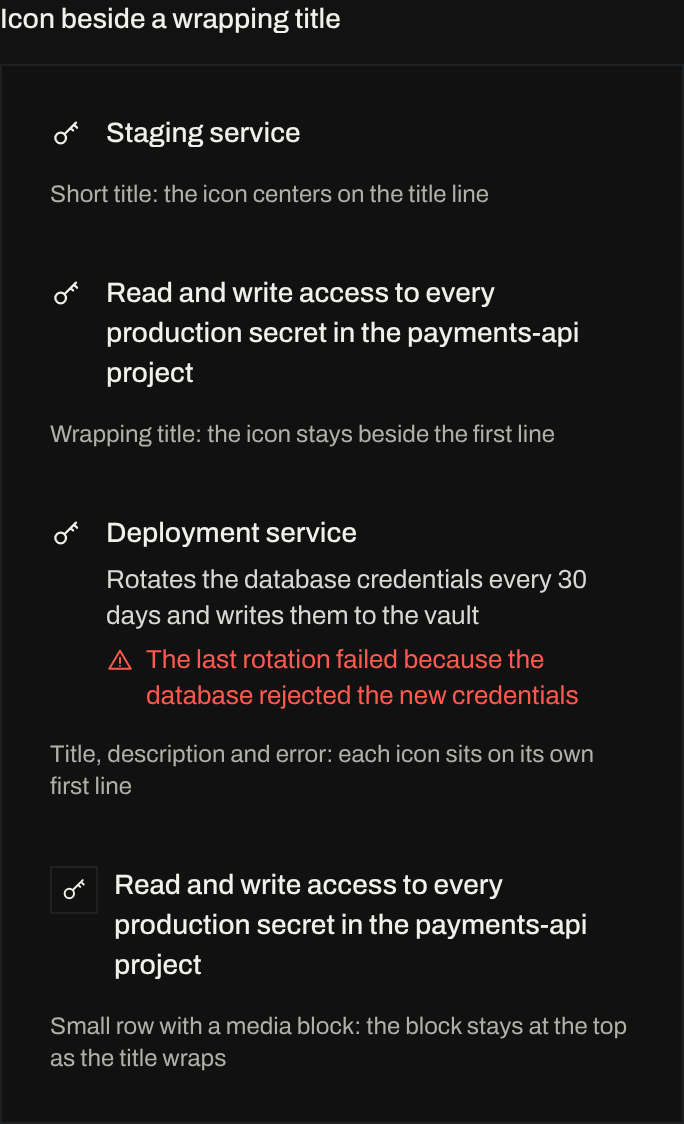 Icon beside a wrapping title
Staging service
Short title: the icon centers on the title line
Read and write access to every
production secret in the payments-api
project
Wrapping title: the icon stays beside the first line
Deployment service
Rotates the database credentials every 30
days and writes them to the vault
The last rotation failed because the
database rejected the new credentials
Title, description and error: each icon sits on its own
first line
Read and write access to every
production secret in the payments-api
project
Small row with a media block: the block stays at the top
as the title wraps